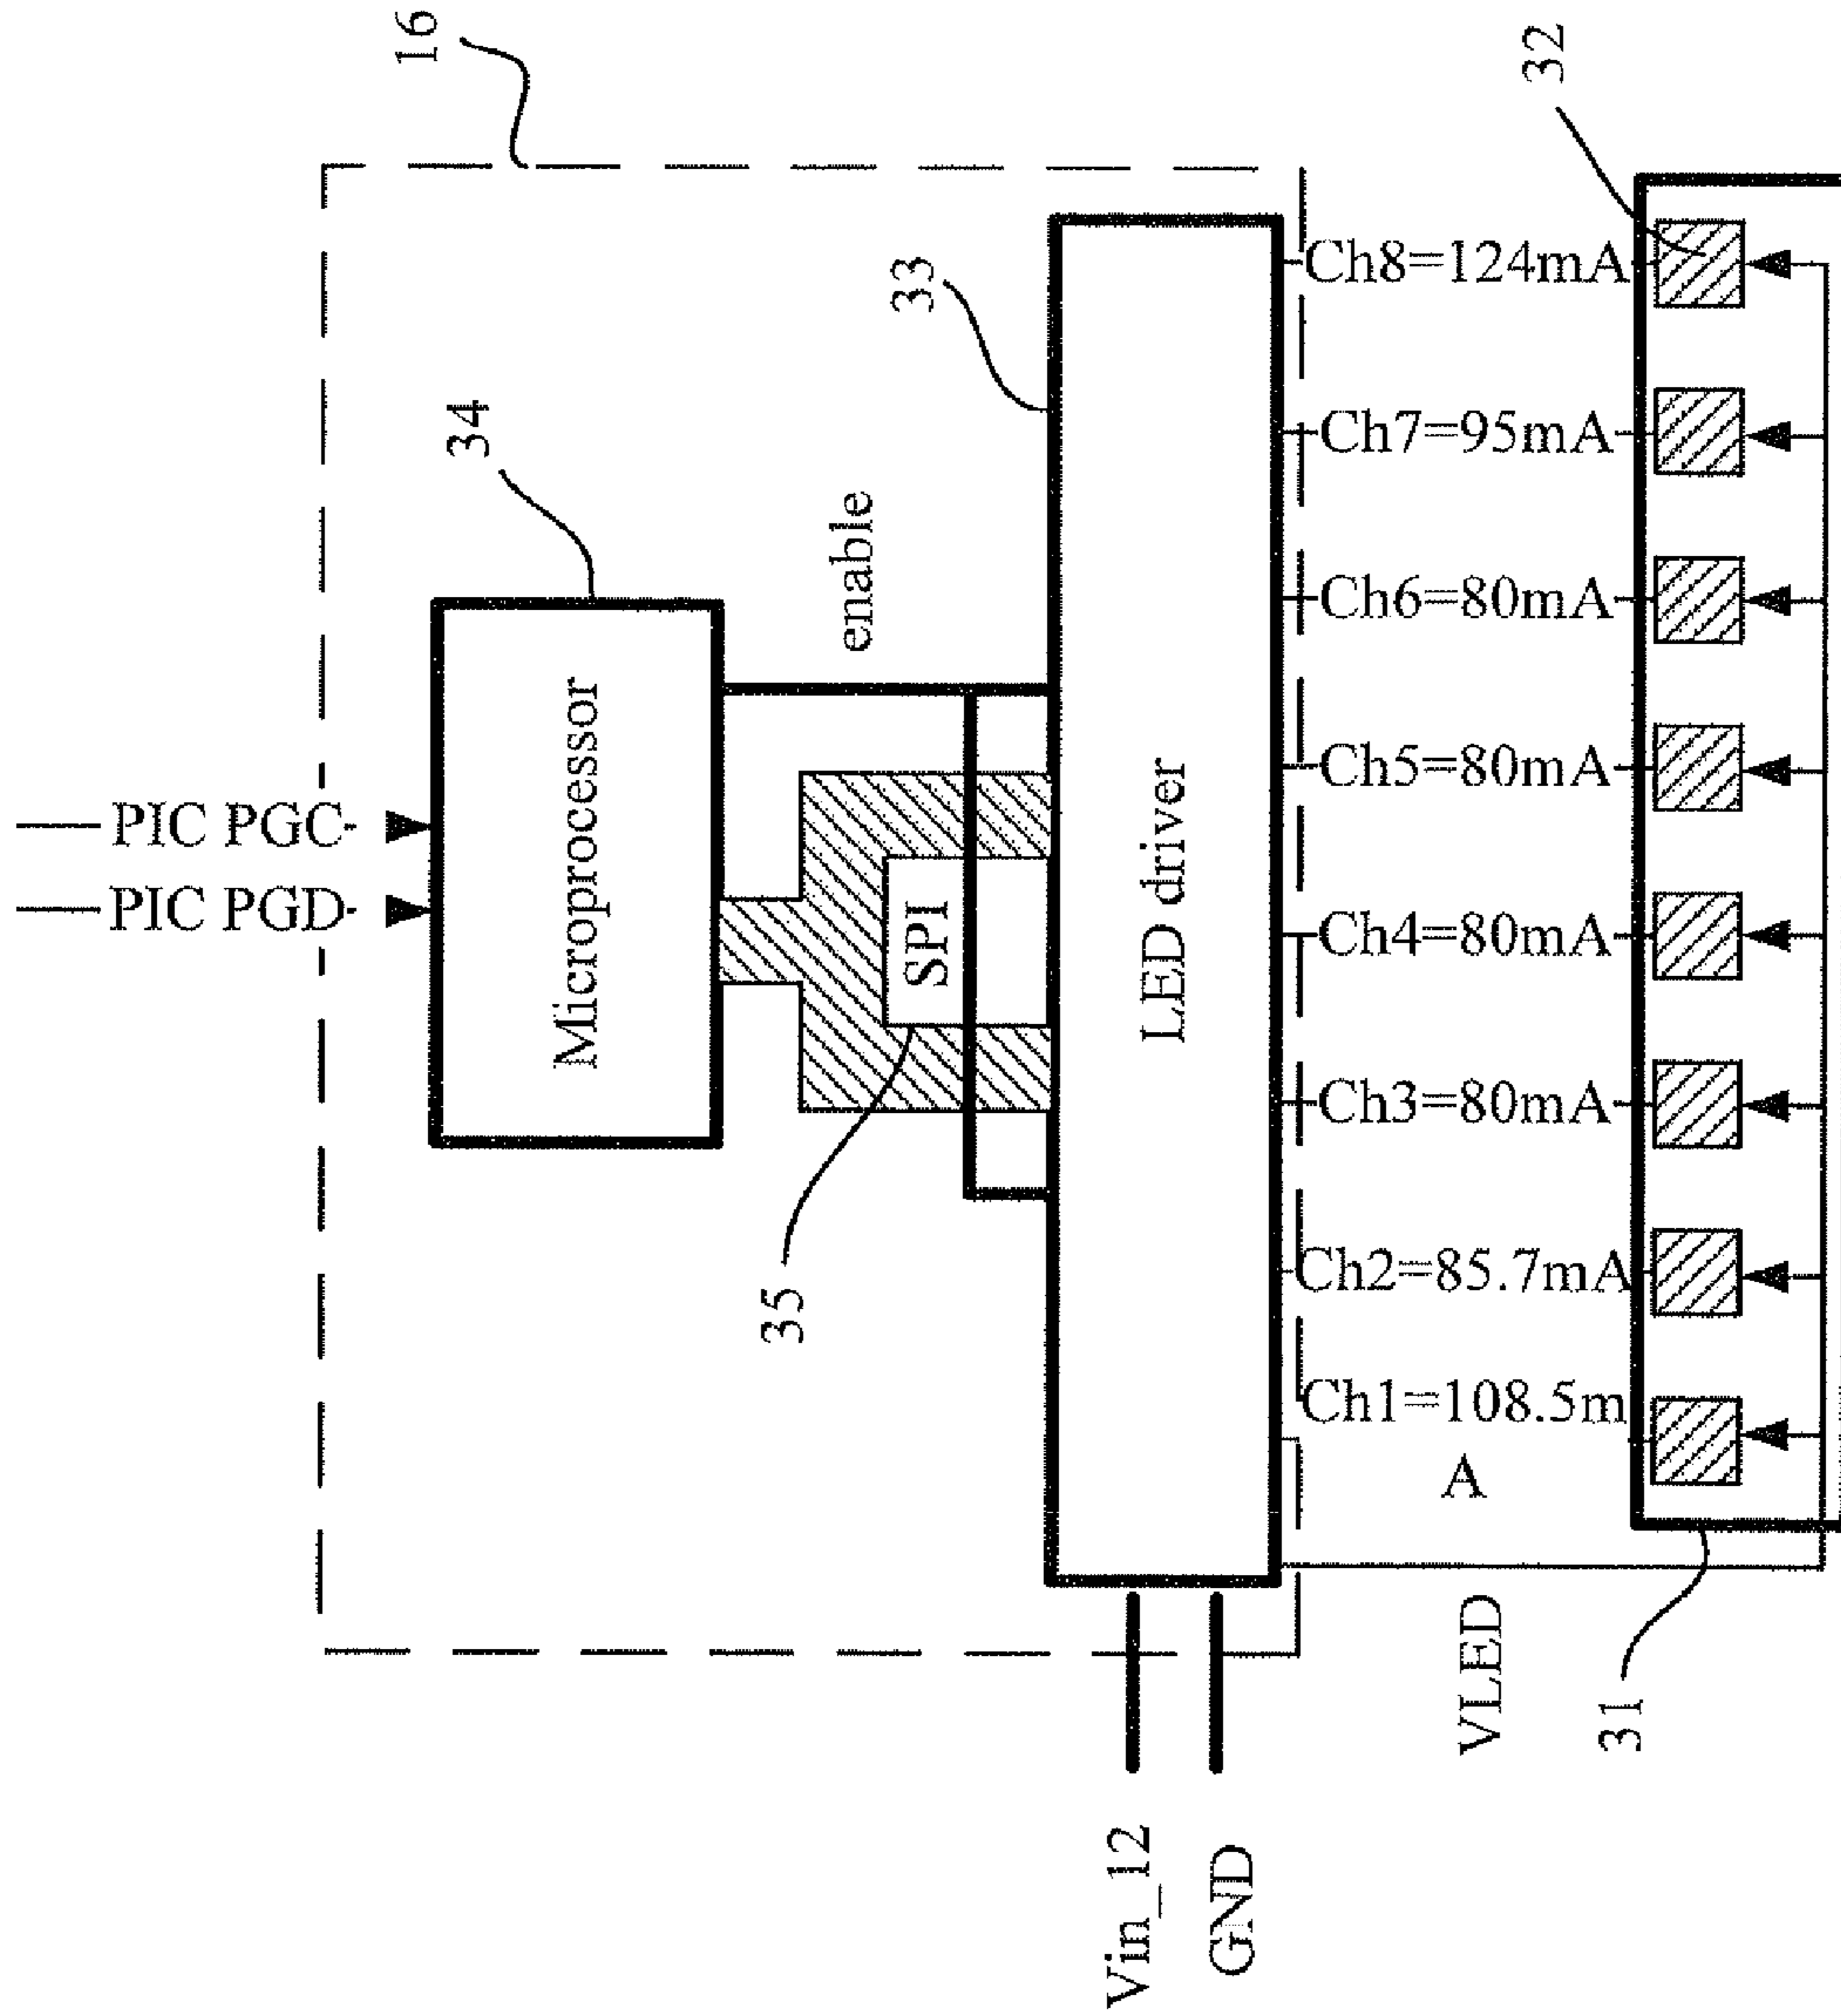 16
PIC PGC
PIC PGD
34
Microprocessor
enable
SPI
35
33
LED driver
Vin_12
GND
Ch1=108.5m
A
Ch2=85.7mA
Ch3=80mA
Ch4=80mA
Ch5=80mA
Ch6=80mA
Ch7=95mA
Ch8=124mA
VLED
31
32